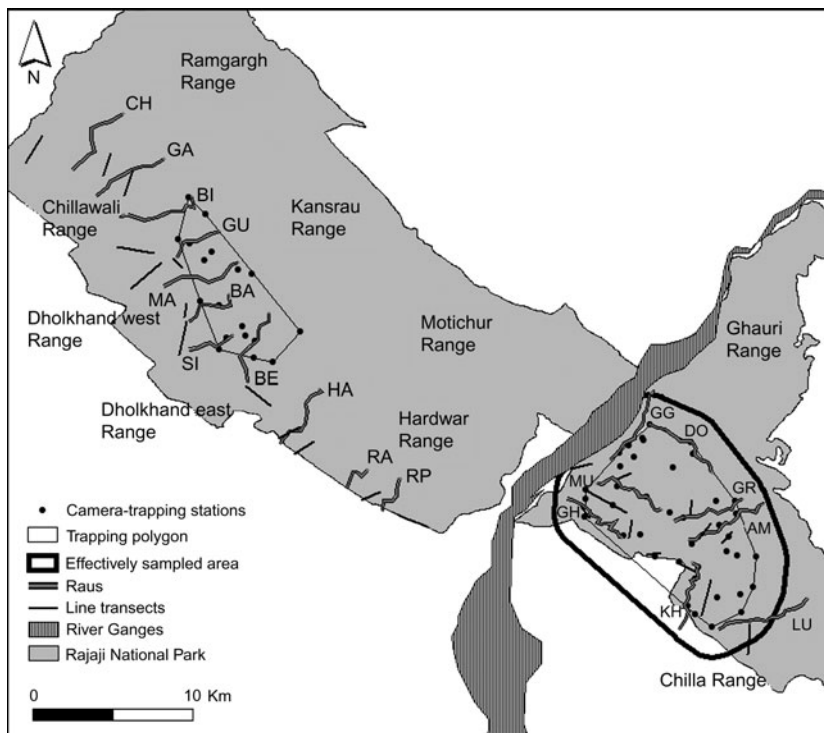 Ramgargh
Range
N
CH
GA
Chillawali
Range
BI
GU
Kansrau
Range
MA
BA
Dholkhand west
Range
Motichur
Range
Ghauri
Range
SI
BE
HA
Dholkhand east
Range
Hardwar
Range
GG
DO
RA
RP
MU
GR
GH
AM
KH
LU
Chilla Range
Camera-trapping stations
Trapping polygon
Effectively sampled area
Raus
Line transects
River Ganges
Rajaji National Park
0 10 Km